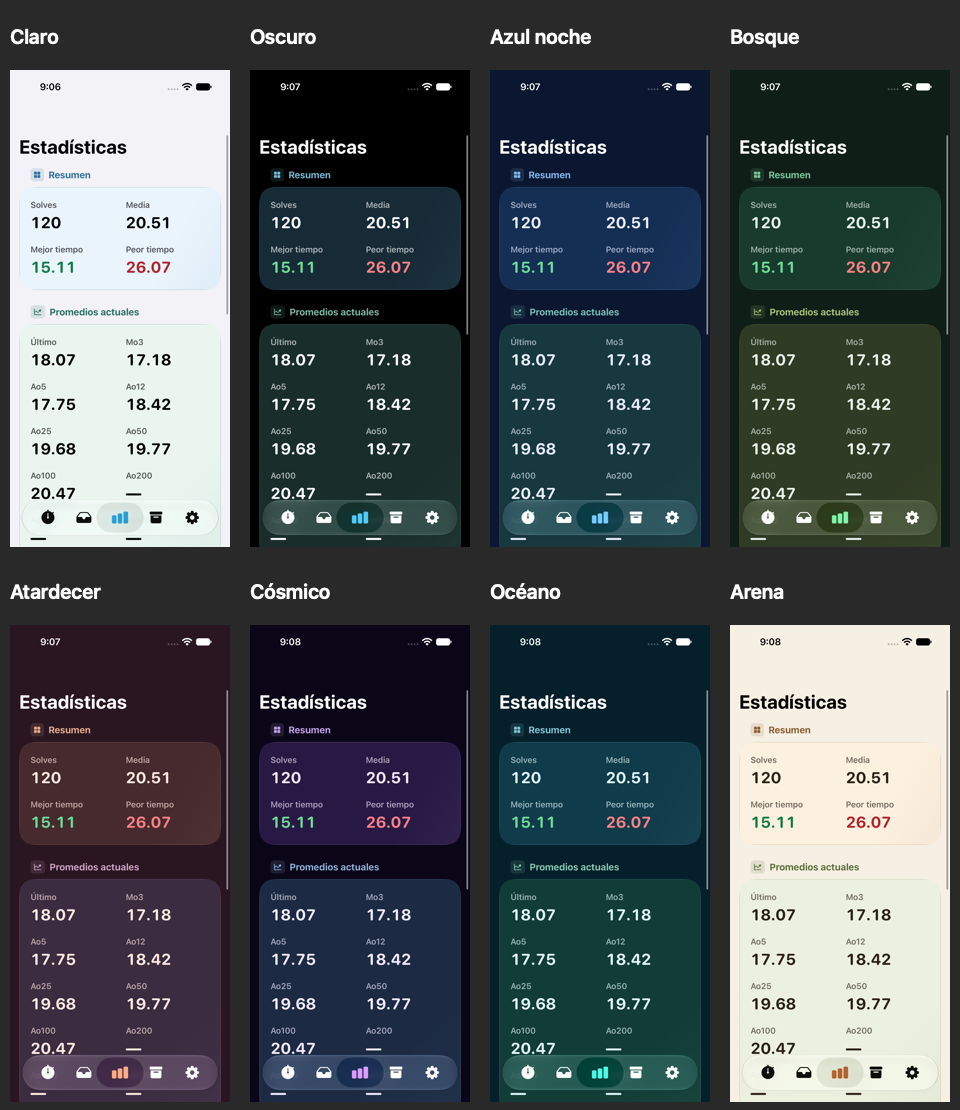 Claro
9:06
Estadísticas
Resumen
Solves Media
120 20.51
Mejor tiempo Peor tiempo
15.11 26.07
Promedios actuales
Último Mo3
18.07 17.18
Ao5 Ao12
17.75 18.42
Ao25 Ao50
19.68 19.77
Ao100 Ao200
20.47 —
— —
Oscuro
9:07
Estadísticas
Resumen
Solves Media
120 20.51
Mejor tiempo Peor tiempo
15.11 26.07
Promedios actuales
Último Mo3
18.07 17.18
Ao5 Ao12
17.75 18.42
Ao25 Ao50
19.68 19.77
Ao100 Ao200
20.47 —
— —
Azul noche
9:07
Estadísticas
Resumen
Solves Media
120 20.51
Mejor tiempo Peor tiempo
15.11 26.07
Promedios actuales
Último Mo3
18.07 17.18
Ao5 Ao12
17.75 18.42
Ao25 Ao50
19.68 19.77
Ao100 Ao200
20.47 —
— —
Bosque
9:07
Estadísticas
Resumen
Solves Media
120 20.51
Mejor tiempo Peor tiempo
15.11 26.07
Promedios actuales
Último Mo3
18.07 17.18
Ao5 Ao12
17.75 18.42
Ao25 Ao50
19.68 19.77
Ao100 Ao200
20.47 —
— —
Atardecer
9:07
Estadísticas
Resumen
Solves Media
120 20.51
Mejor tiempo Peor tiempo
15.11 26.07
Promedios actuales
Último Mo3
18.07 17.18
Ao5 Ao12
17.75 18.42
Ao25 Ao50
19.68 19.77
Ao100 Ao200
20.47 —
— —
Cósmico
9:08
Estadísticas
Resumen
Solves Media
120 20.51
Mejor tiempo Peor tiempo
15.11 26.07
Promedios actuales
Último Mo3
18.07 17.18
Ao5 Ao12
17.75 18.42
Ao25 Ao50
19.68 19.77
Ao100 Ao200
20.47 —
— —
Océano
9:08
Estadísticas
Resumen
Solves Media
120 20.51
Mejor tiempo Peor tiempo
15.11 26.07
Promedios actuales
Último Mo3
18.07 17.18
Ao5 Ao12
17.75 18.42
Ao25 Ao50
19.68 19.77
Ao100 Ao200
20.47 —
— —
Arena
9:08
Estadísticas
Resumen
Solves Media
120 20.51
Mejor tiempo Peor tiempo
15.11 26.07
Promedios actuales
Último Mo3
18.07 17.18
Ao5 Ao12
17.75 18.42
Ao25 Ao50
19.68 19.77
Ao100 Ao200
20.47 —
— —